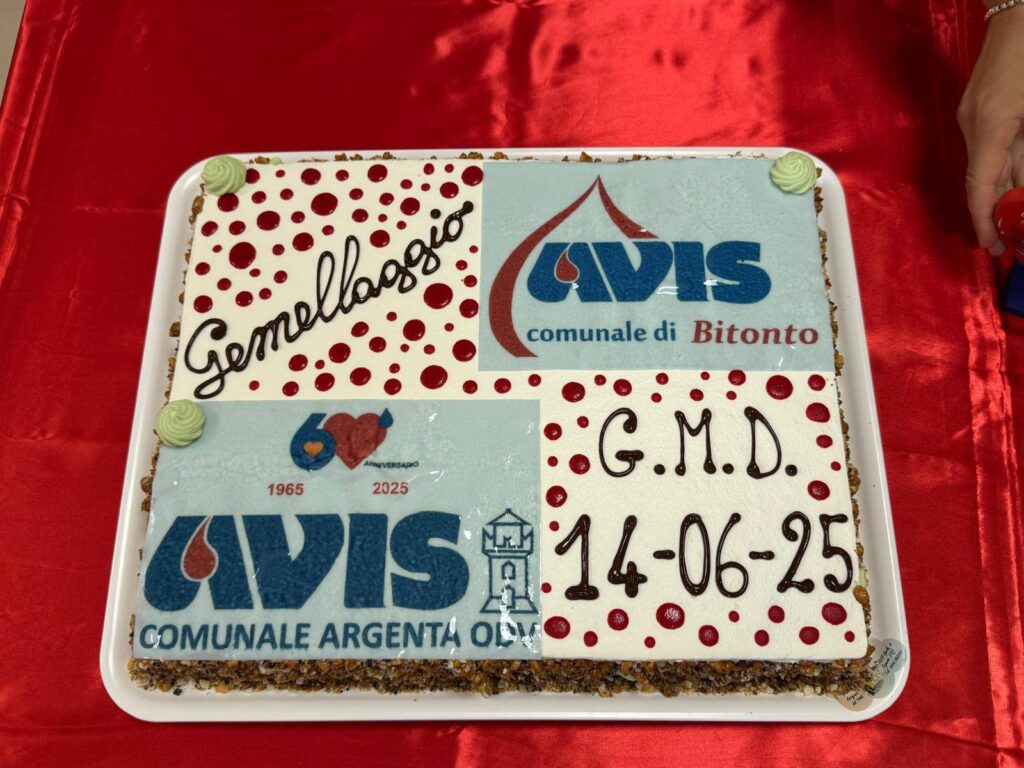 Gemellaggio
AVIS
comunale di Bitonto
60
ANNIVERSARIO
1965 2025
AVIS
COMUNALE ARGENTA ODV
G.M.D.
14-06-25